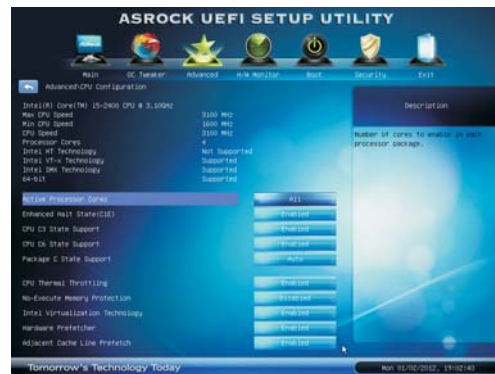 ASROCK UEFI SETUP UTILITY
Main OC Tweaker Advanced H/W Monitor Boot Security Exit
Advanced\CPU Configuration
Description
Intel(R) Core(TM) i5-2400 CPU @ 3.10GHz
Max CPU Speed 3100 MHz
Min CPU Speed 1600 MHz
CPU Speed 3100 MHz
Processor Cores 4
Intel HT Technology Not Supported
Intel VT-x Technology Supported
Intel SMX Technology Supported
64-bit Supported
Number of cores to enable in each
processor package.
Active Processor Cores All
Enhanced Halt State(C1E) Enabled
CPU C3 State Support Enabled
CPU C6 State Support Enabled
Package C State Support Auto
CPU Thermal Throttling Enabled
No-Execute Memory Protection Disabled
Intel Virtualization Technology Enabled
Hardware Prefetcher Enabled
Adjacent Cache Line Prefetch Enabled
Tomorrow's Technology Today
Mon 01/02/2012, 19:02:43